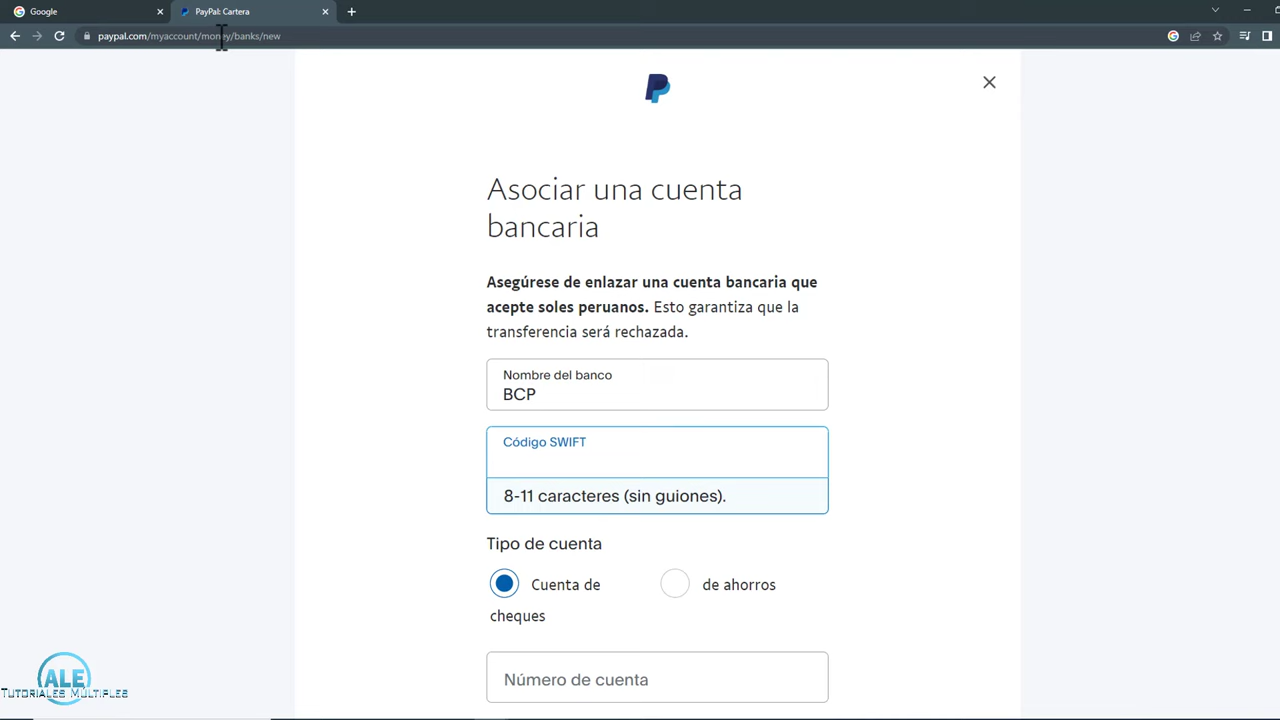 Google
PayPal: Cartera
paypal.com/myaccount/money/banks/new
Asociar una cuenta
bancaria
Asegúrese de enlazar una cuenta bancaria que
acepte soles peruanos. Esto garantiza que la
transferencia será rechazada.
Nombre del banco
BCP
Código SWIFT
8-11 caracteres (sin guiones).
Tipo de cuenta
Cuenta de
cheques
de ahorros
Número de cuenta
ALE
TUTORIALES MÚLTIPLES